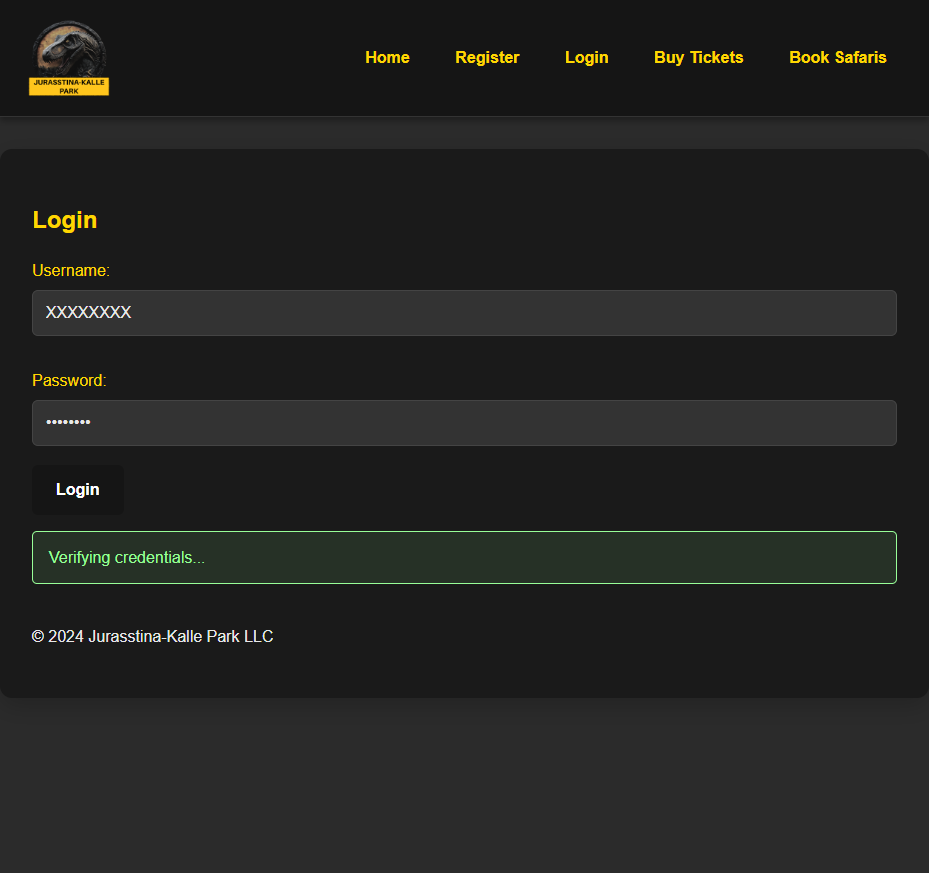 JURASSTINA-KALLE
PARK
Home Register Login Buy Tickets Book Safaris
Login
Username:
XXXXXXXX
Password:
••••••••
Login
Verifying credentials...
© 2024 Jurasstina-Kalle Park LLC